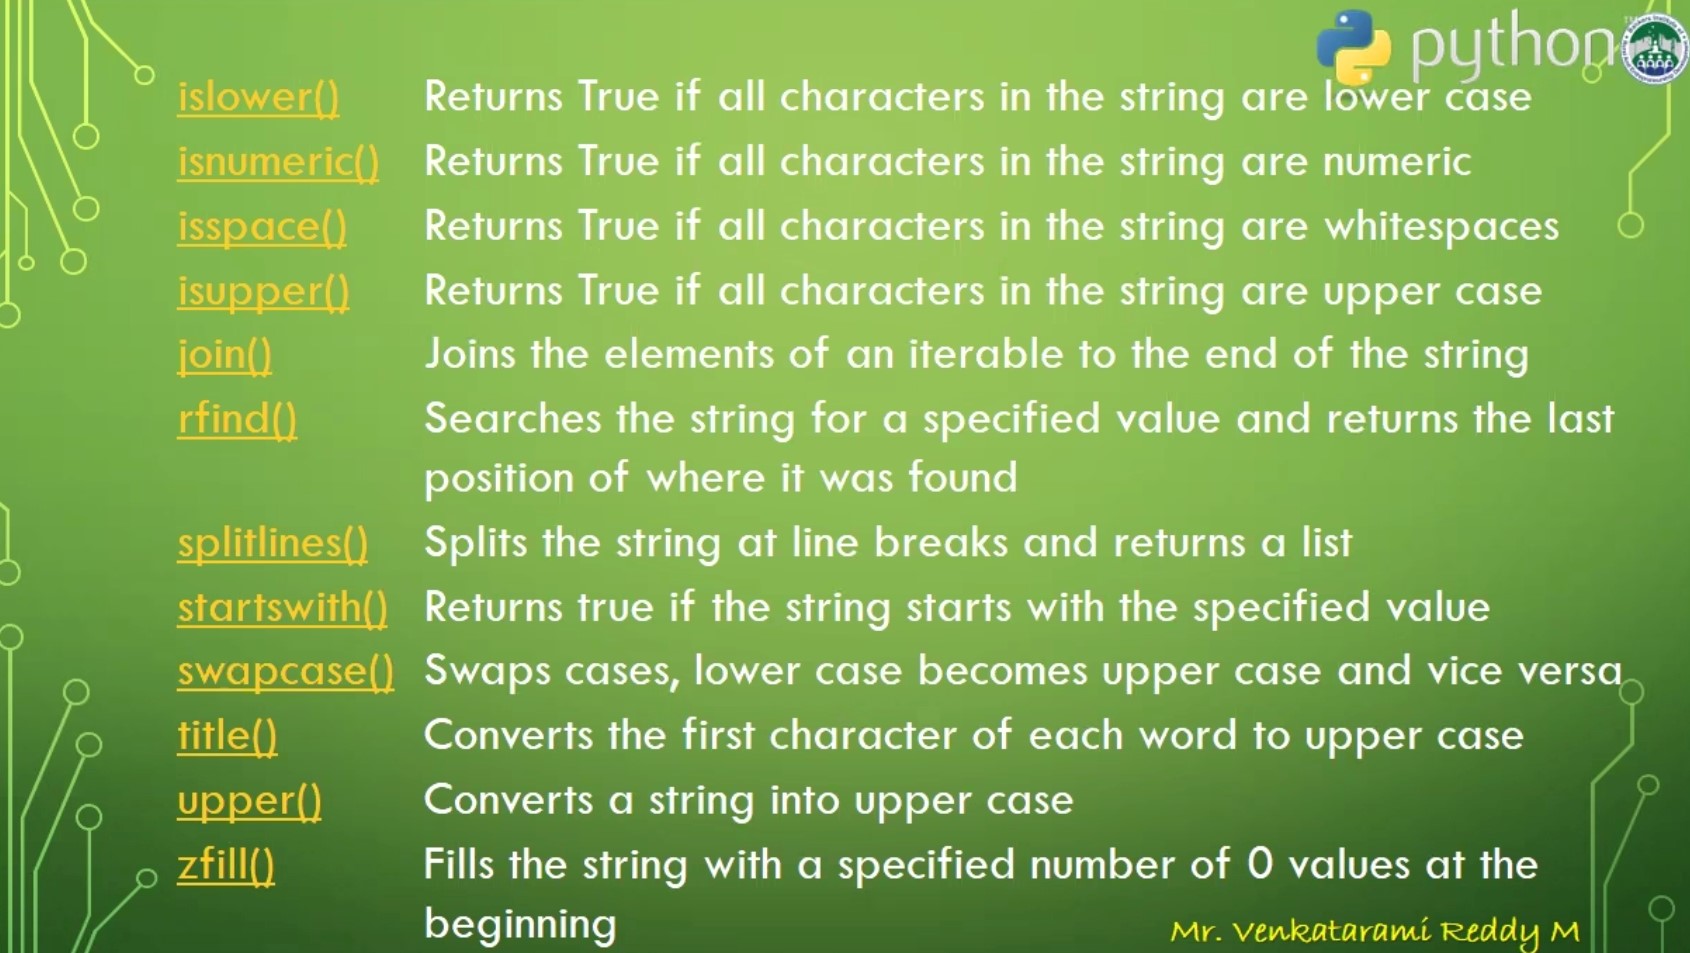 python
islower() Returns True if all characters in the string are lower case
isnumeric() Returns True if all characters in the string are numeric
isspace() Returns True if all characters in the string are whitespaces
isupper() Returns True if all characters in the string are upper case
join() Joins the elements of an iterable to the end of the string
rfind() Searches the string for a specified value and returns the last
position of where it was found
splitlines() Splits the string at line breaks and returns a list
startswith() Returns true if the string starts with the specified value
swapcase() Swaps cases, lower case becomes upper case and vice versa
title() Converts the first character of each word to upper case
upper() Converts a string into upper case
zfill() Fills the string with a specified number of 0 values at the
beginning
Mr. Venkatarami Reddy M